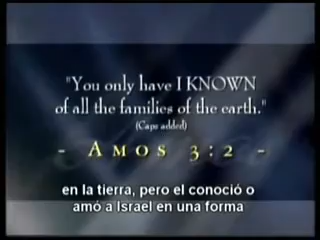 "You only have I KNOWN
of all the families of the earth."
(Caps added)
- AMOS 3:2 -
en la tierra, pero el conoció o
amó a Israel en una forma